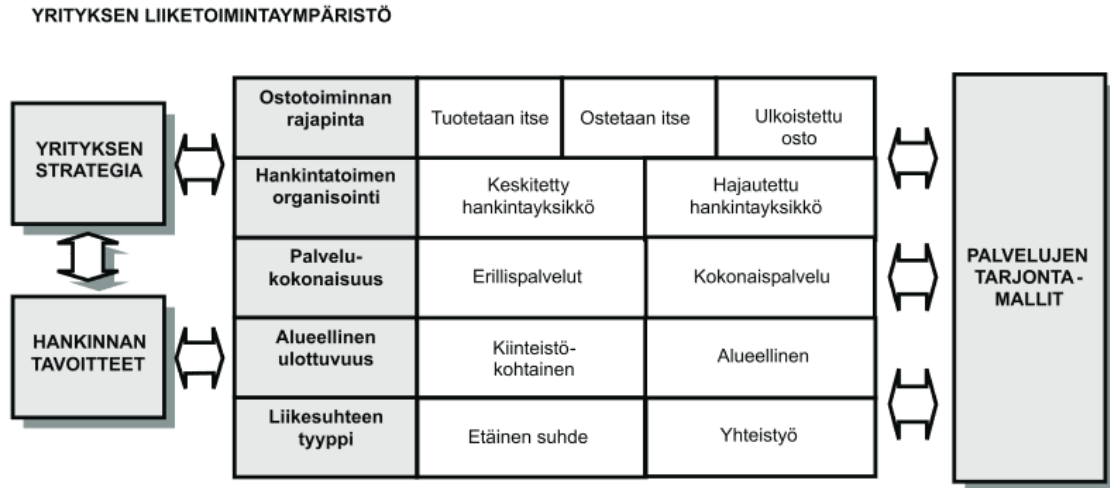 YRITYKSEN LIIKETOIMINTAYMPÄRISTÖ
YRITYKSEN
STRATEGIA
HANKINNAN
TAVOITTEET
Ostotoiminnan
rajapinta
Tuotetaan itse
Ostetaan itse
Ulkoistettu
osto
Hankintatoimen
organisointi
Keskitetty
hankintayksikkö
Hajautettu
hankintayksikkö
Palvelu-
kokonaisuus
Erillispalvelut
Kokonaispalvelu
Alueellinen
ulottuvuus
Kiinteistö-
kohtainen
Alueellinen
Liikesuhteen
tyyppi
Etäinen suhde
Yhteistyö
PALVELUJEN
TARJONTA -
MALLIT